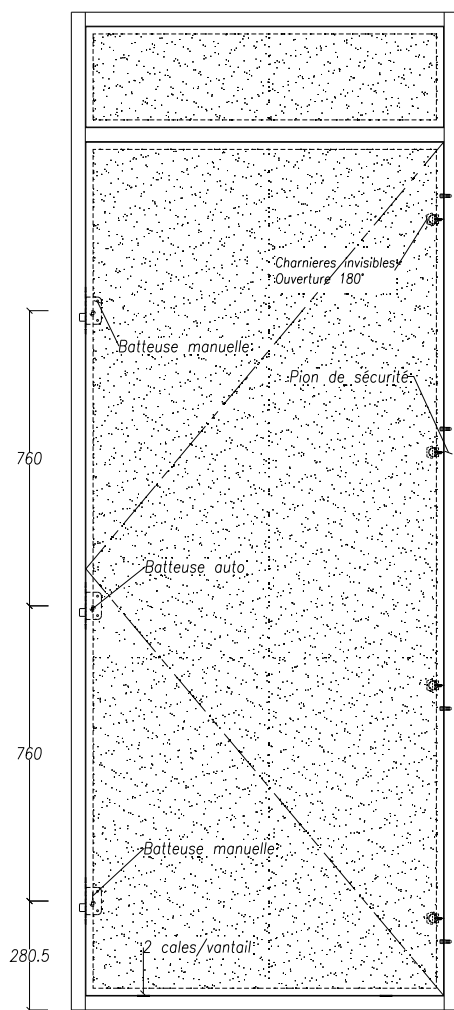 Charnieres invisibles
Ouverture 180°
Batteuse manuelle
Pion de sécurité
760
Batteuse auto
760
Batteuse manuelle
2 cales/vantail
280.5